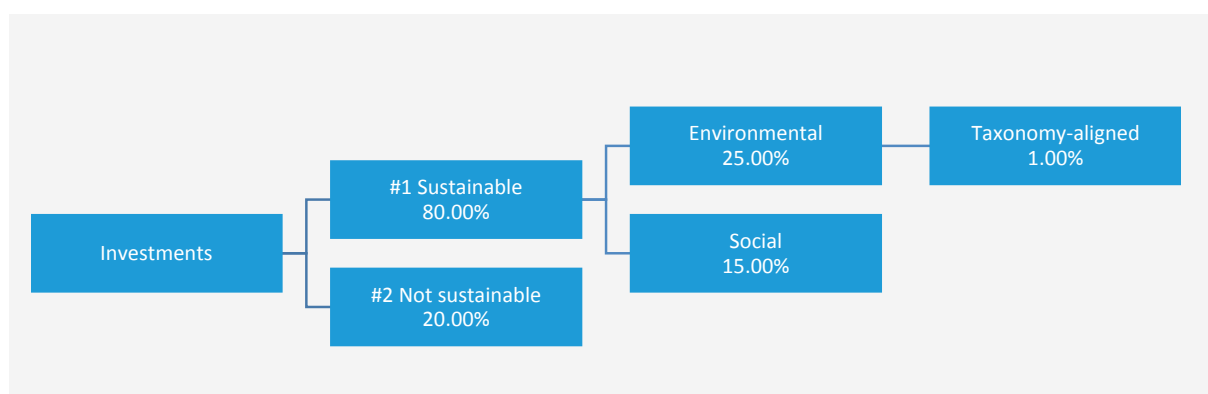 Investments
#1 Sustainable
80.00%
#2 Not sustainable
20.00%
Environmental
25.00%
Social
15.00%
Taxonomy-aligned
1.00%